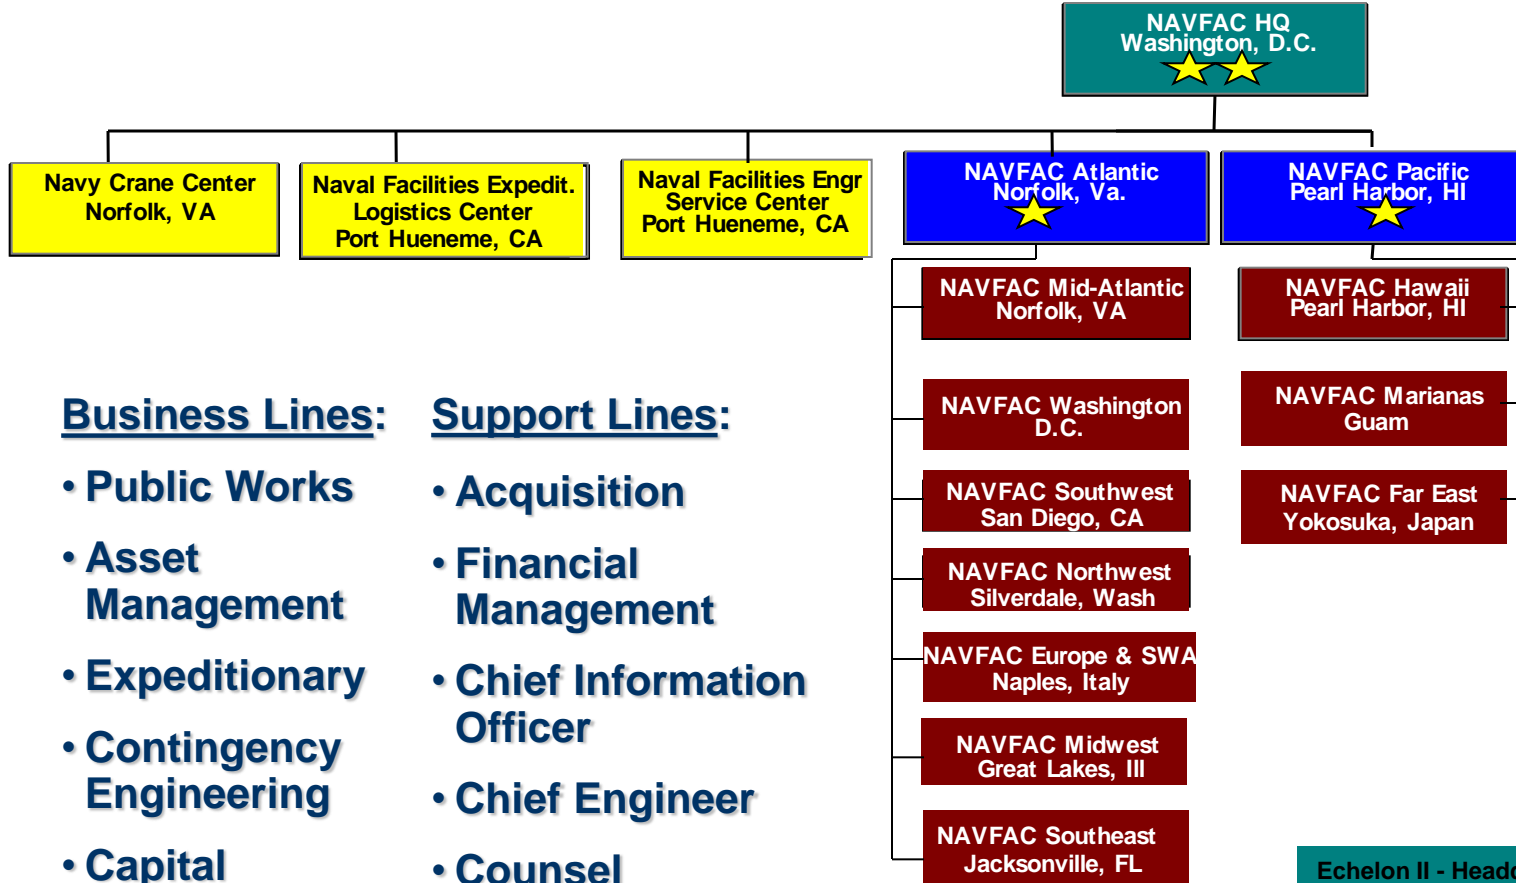 NAVFAC HQ
Washington, D.C.
Navy Crane Center
Norfolk, VA
Naval Facilities Expedit.
Logistics Center
Port Hueneme, CA
Naval Facilities Engr
Service Center
Port Hueneme, CA
NAVFAC Atlantic
Norfolk, Va.
NAVFAC Pacific
Pearl Harbor, HI
NAVFAC Mid-Atlantic
Norfolk, VA
NAVFAC Washington
D.C.
NAVFAC Southwest
San Diego, CA
NAVFAC Northwest
Silverdale, Wash
NAVFAC Europe & SWA
Naples, Italy
NAVFAC Midwest
Great Lakes, Ill
NAVFAC Southeast
Jacksonville, FL
NAVFAC Hawaii
Pearl Harbor, HI
NAVFAC Marianas
Guam
NAVFAC Far East
Yokosuka, Japan
Business Lines:
• Public Works
• Asset
Management
• Expeditionary
• Contingency
Engineering
• Capital
Support Lines:
• Acquisition
• Financial
Management
• Chief Information
Officer
• Chief Engineer
• Counsel
Echelon II -